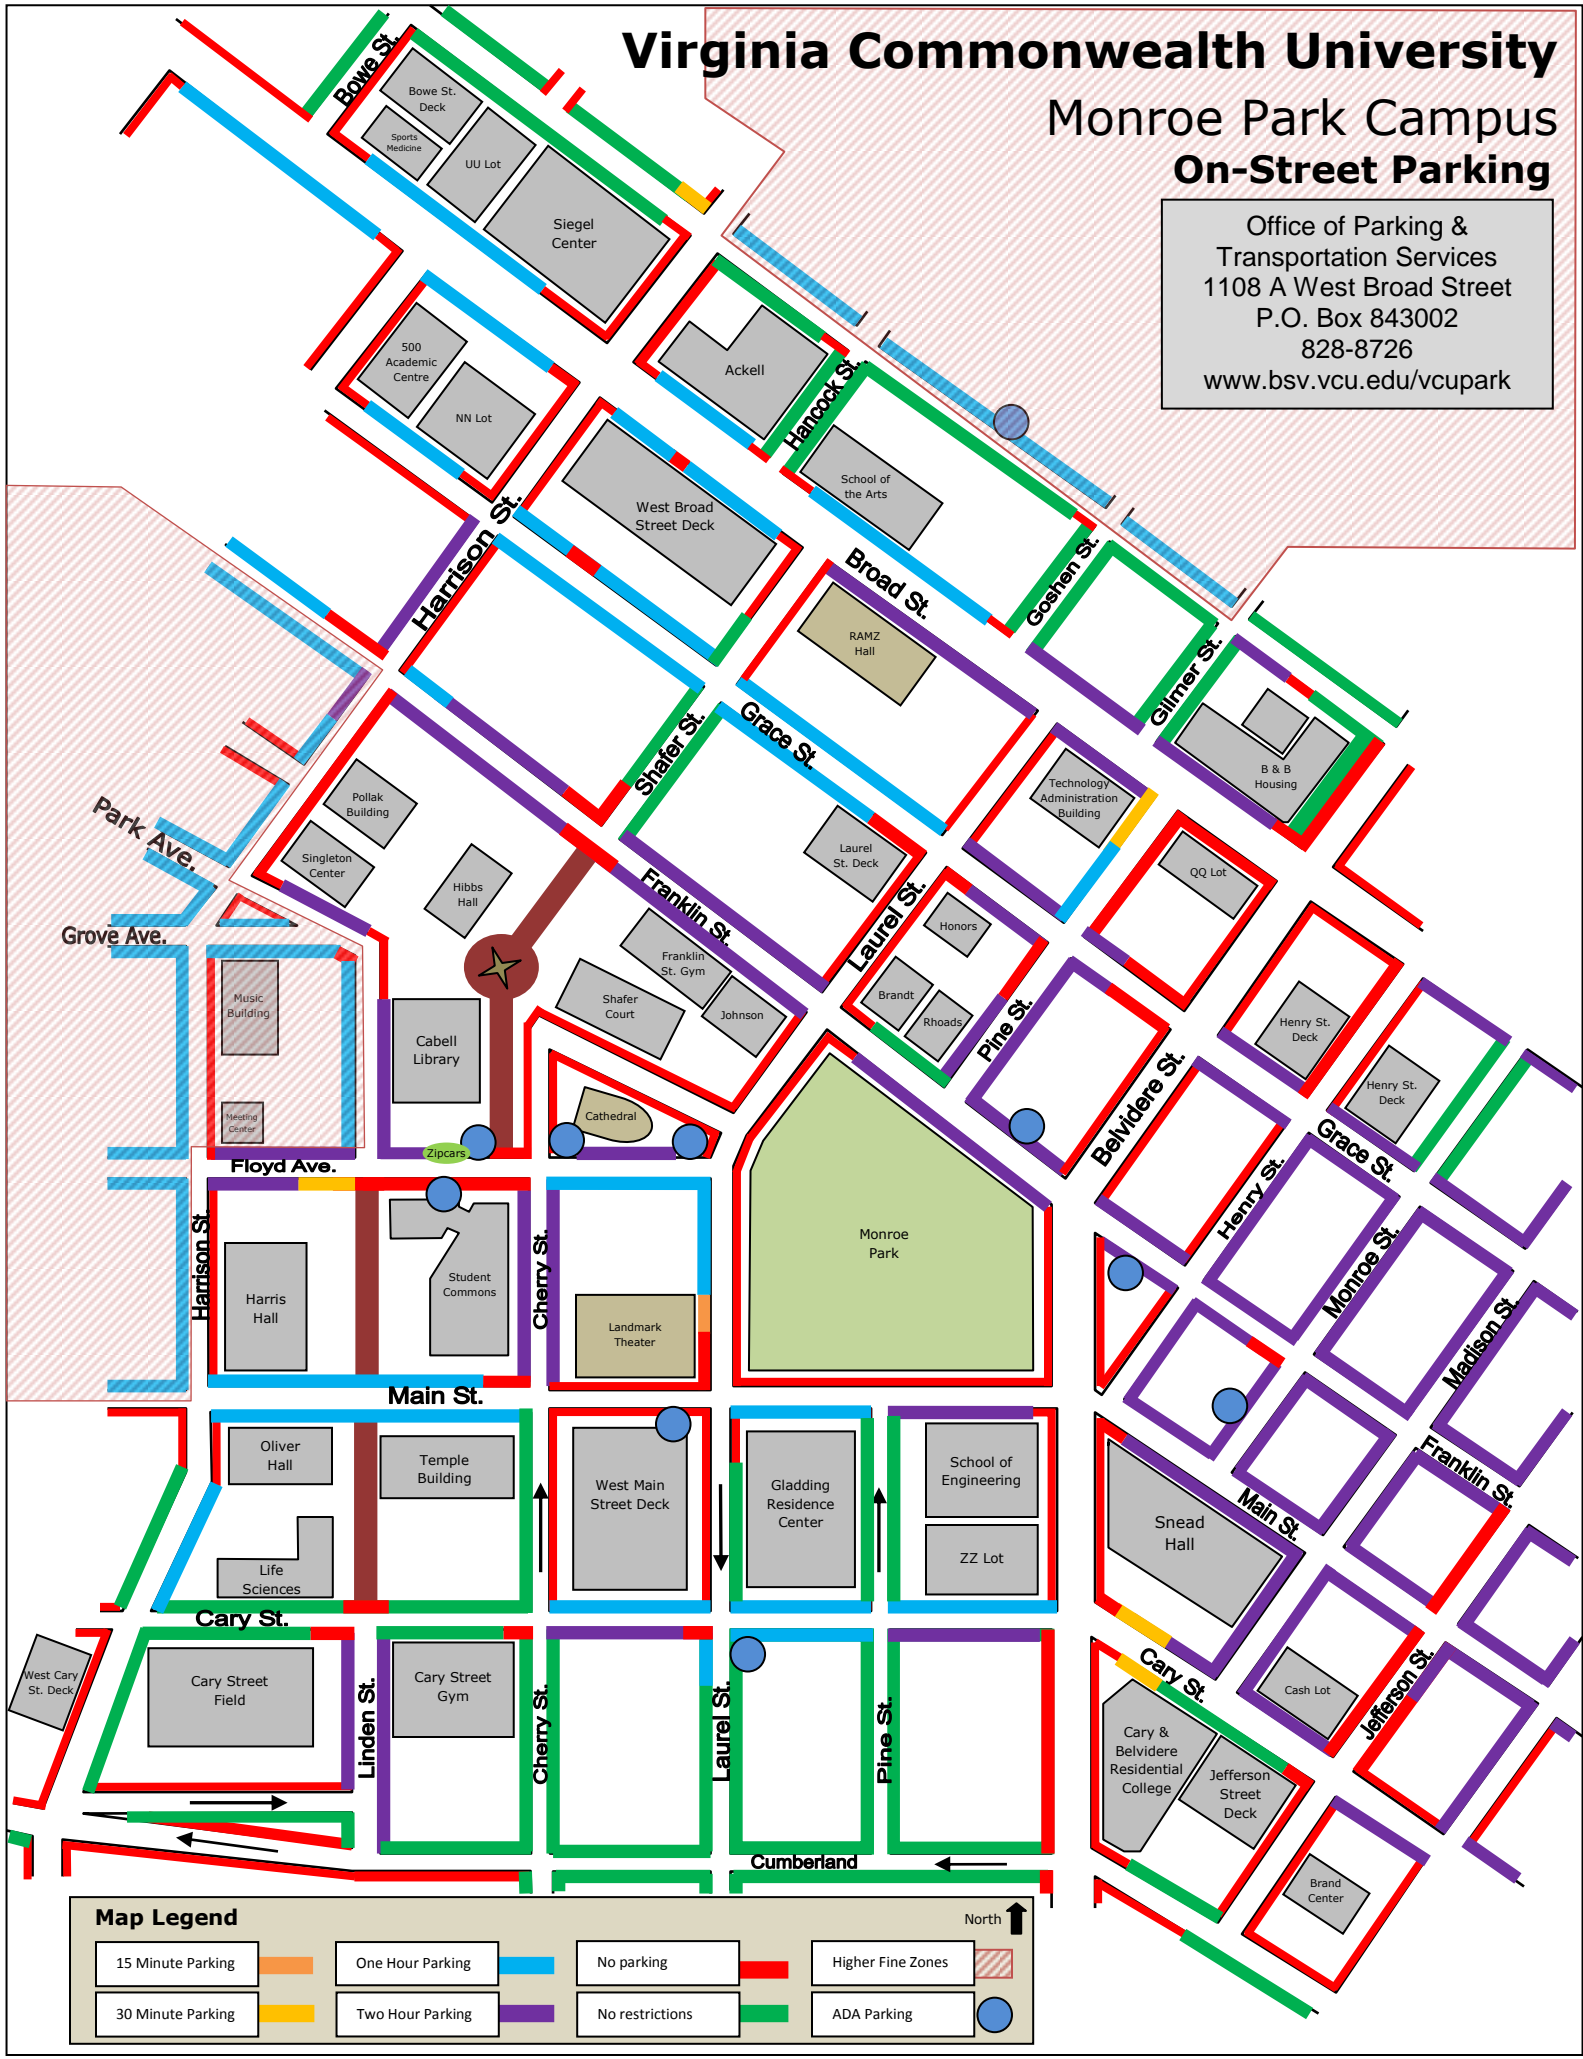 Virginia Commonwealth University
Monroe Park Campus
On-Street Parking
Office of Parking &
Transportation Services
1108 A West Broad Street
P.O. Box 843002
828-8726
www.bsv.vcu.edu/vcupark
Bowe St.
Bowe St.
Deck
Sports
Medicine
UU Lot
Siegel
Center
500
Academic
Centre
NN Lot
Ackell
Hancock St.
School of
the Arts
West Broad
Street Deck
Harrison St.
Broad St.
Goshen St.
RAMZ
Hall
Gilmer St.
Grace St.
Shafer St.
B & B
Housing
Technology
Administration
Building
Pollak
Building
Park Ave.
Singleton
Center
Hibbs
Hall
Laurel
St. Deck
QQ Lot
Franklin St.
Laurel St.
Honors
Grove Ave.
Franklin
St. Gym
Music
Building
Shafer
Court
Johnson
Brandt
Rhoads
Pine St.
Henry St.
Deck
Cabell
Library
Belvidere St.
Henry St.
Deck
Meeting
Center
Cathedral
Zipcars
Floyd Ave.
Grace St.
Henry St.
Harrison St.
Student
Commons
Cherry St.
Monroe
Park
Monroe St.
Harris
Hall
Landmark
Theater
Madison St.
Main St.
Oliver
Hall
Temple
Building
West Main
Street Deck
Gladding
Residence
Center
School of
Engineering
Franklin St.
Main St.
Snead
Hall
ZZ Lot
Life
Sciences
Cary St.
West Cary
St. Deck
Cary Street
Field
Linden St.
Cary Street
Gym
Cherry St.
Laurel St.
Pine St.
Cary St.
Cash Lot
Jefferson St.
Cary &
Belvidere
Residential
College
Jefferson
Street
Deck
Cumberland
Brand
Center
Map Legend
North
15 Minute Parking
One Hour Parking
No parking
Higher Fine Zones
30 Minute Parking
Two Hour Parking
No restrictions
ADA Parking